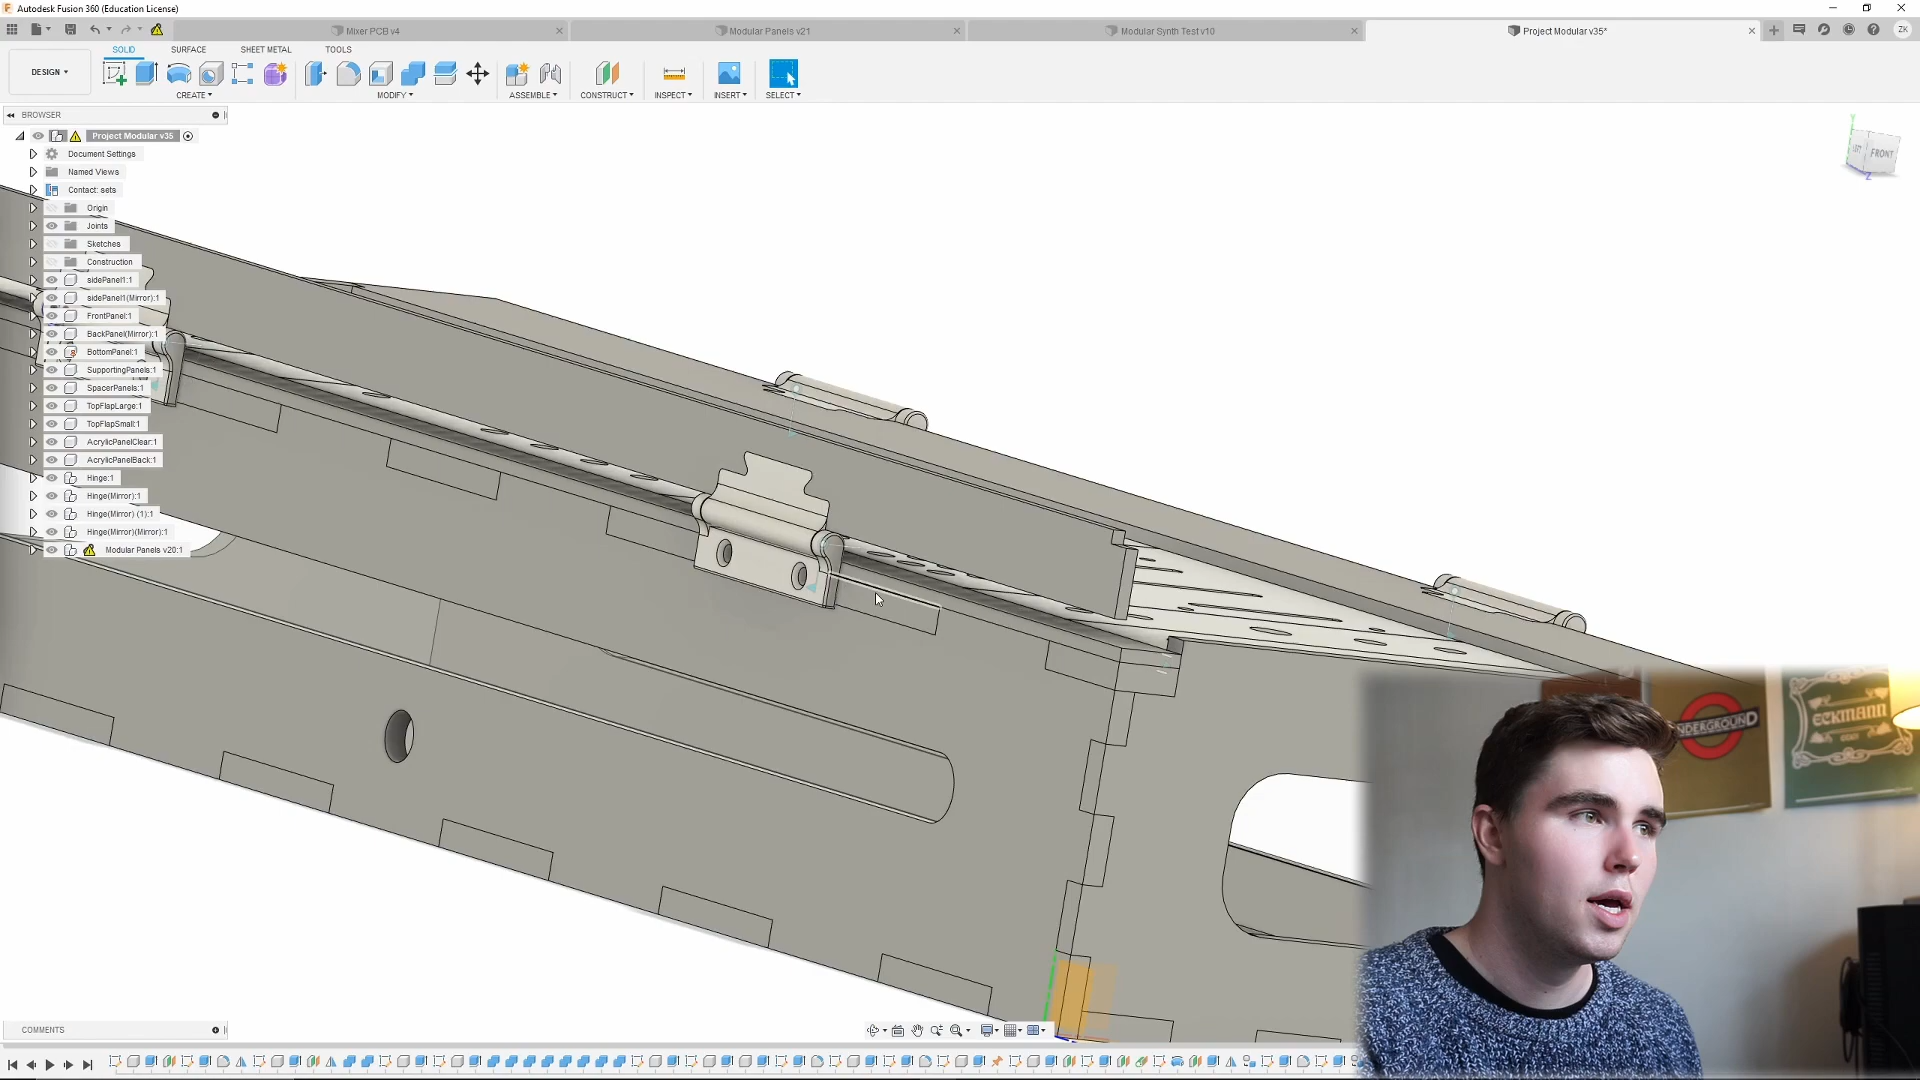 Autodesk Fusion 360 (Education License)
Mixer PCB v4
Modular Panels v21
Modular Synth Test v10
Project Modular v35*
ZK
SOLID
SURFACE
SHEET METAL
TOOLS
DESIGN
CREATE
MODIFY
ASSEMBLE
CONSTRUCT
INSPECT
INSERT
SELECT
BROWSER
Project Modular v35
Document Settings
Named Views
Contact: sets
Origin
Joints
Sketches
Construction
sidePanel1:1
sidePanel1(Mirror):1
FrontPanel:1
BackPanel(Mirror):1
BottomPanel:1
SupportingPanels:1
SpacerPanels:1
TopFlapLarge:1
TopFlapSmall:1
AcrylicPanelClear:1
AcrylicPanelBack:1
Hinge:1
Hinge(Mirror):1
Hinge(Mirror) (1):1
Hinge(Mirror)(Mirror):1
Modular Panels v20:1
Y
LEFT
FRONT
Z
NDERGROUND
ECKMANN
COMMENTS